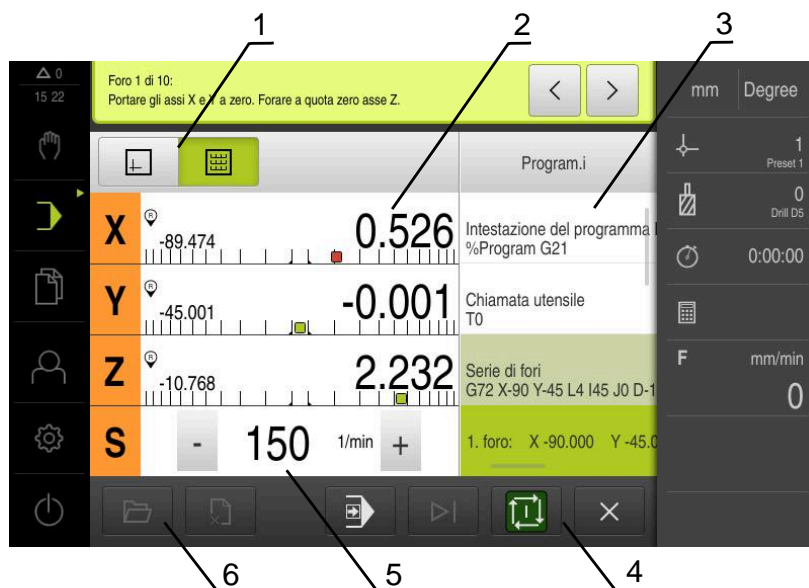 1
2
3
△ 0
15 22
Foro 1 di 10:
Portare gli assi X e Y a zero. Forare a quota zero asse Z.
<
>
mm
Degree
Program.i
1
Preset 1
0
Drill D5
0:00:00
F
mm/min
0
X
R
-89.474
0.526
Y
R
-45.001
-0.001
Z
R
-10.768
2.232
S
-
150
1/min
+
Intestazione del programma
%Program G21
Chiamata utensile
T0
Serie di fori
G72 X-90 Y-45 L4 I45 J0 D-1
1. foro: X -90.000 Y -45.0
6
5
4